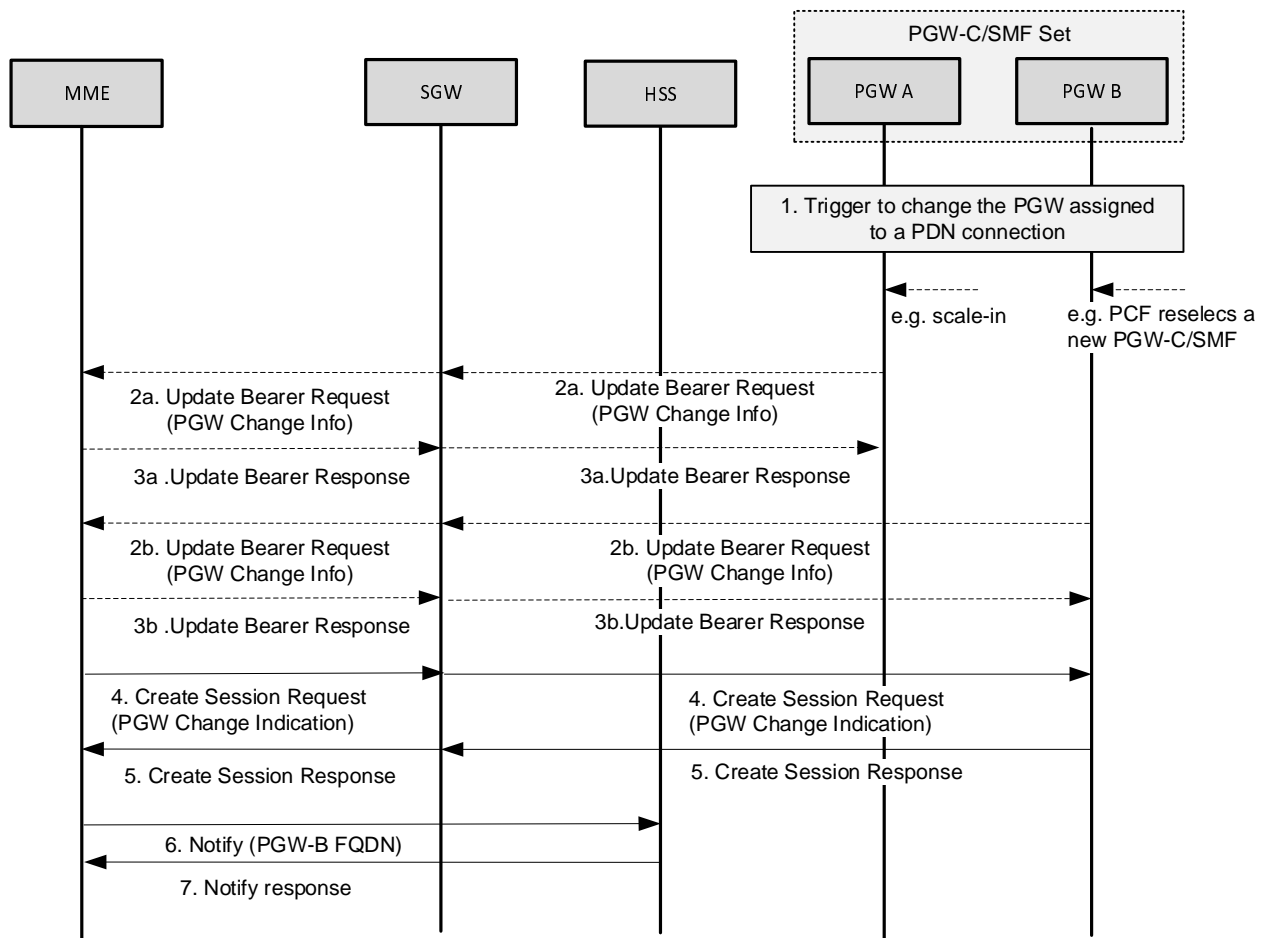 PGW-C/SMF Set
MME
SGW
HSS
PGW A
PGW B
1. Trigger to change the PGW assigned
to a PDN connection
e.g. scale-in
e.g. PCF reselecs a
new PGW-C/SMF
2a. Update Bearer Request
(PGW Change Info)
2a. Update Bearer Request
(PGW Change Info)
3a .Update Bearer Response
3a.Update Bearer Response
2b. Update Bearer Request
(PGW Change Info)
2b. Update Bearer Request
(PGW Change Info)
3b .Update Bearer Response
3b.Update Bearer Response
4. Create Session Request
(PGW Change Indication)
4. Create Session Request
(PGW Change Indication)
5. Create Session Response
5. Create Session Response
6. Notify (PGW-B FQDN)
7. Notify response